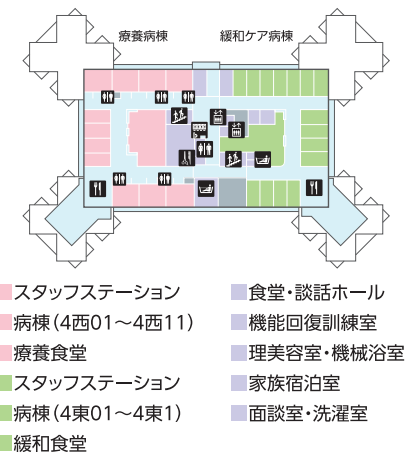 療養病棟
緩和ケア病棟
スタッフステーション
病棟（4西01～4西11）
療養食堂
スタッフステーション
病棟（4東01～4東1）
緩和食堂
食堂・談話ホール
機能回復訓練室
理美容室・機械浴室
家族宿泊室
面談室・洗濯室